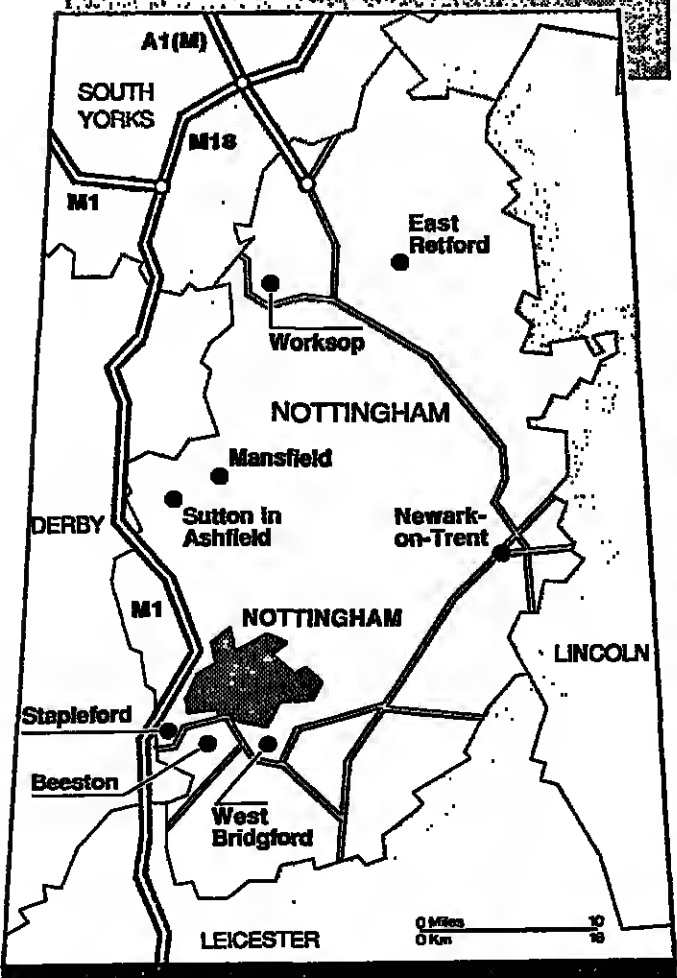 A1(M)
SOUTH
YORKS
M18
M1
East
Retford
Worksop
NOTTINGHAM
Mansfield
Sutton in
Ashfield
Newark-
on-Trent
DERBY
M1
NOTTINGHAM
LINCOLN
Stapleford
Beeston
West
Bridgford
LEICESTER
0 Miles 10
0 Km 16